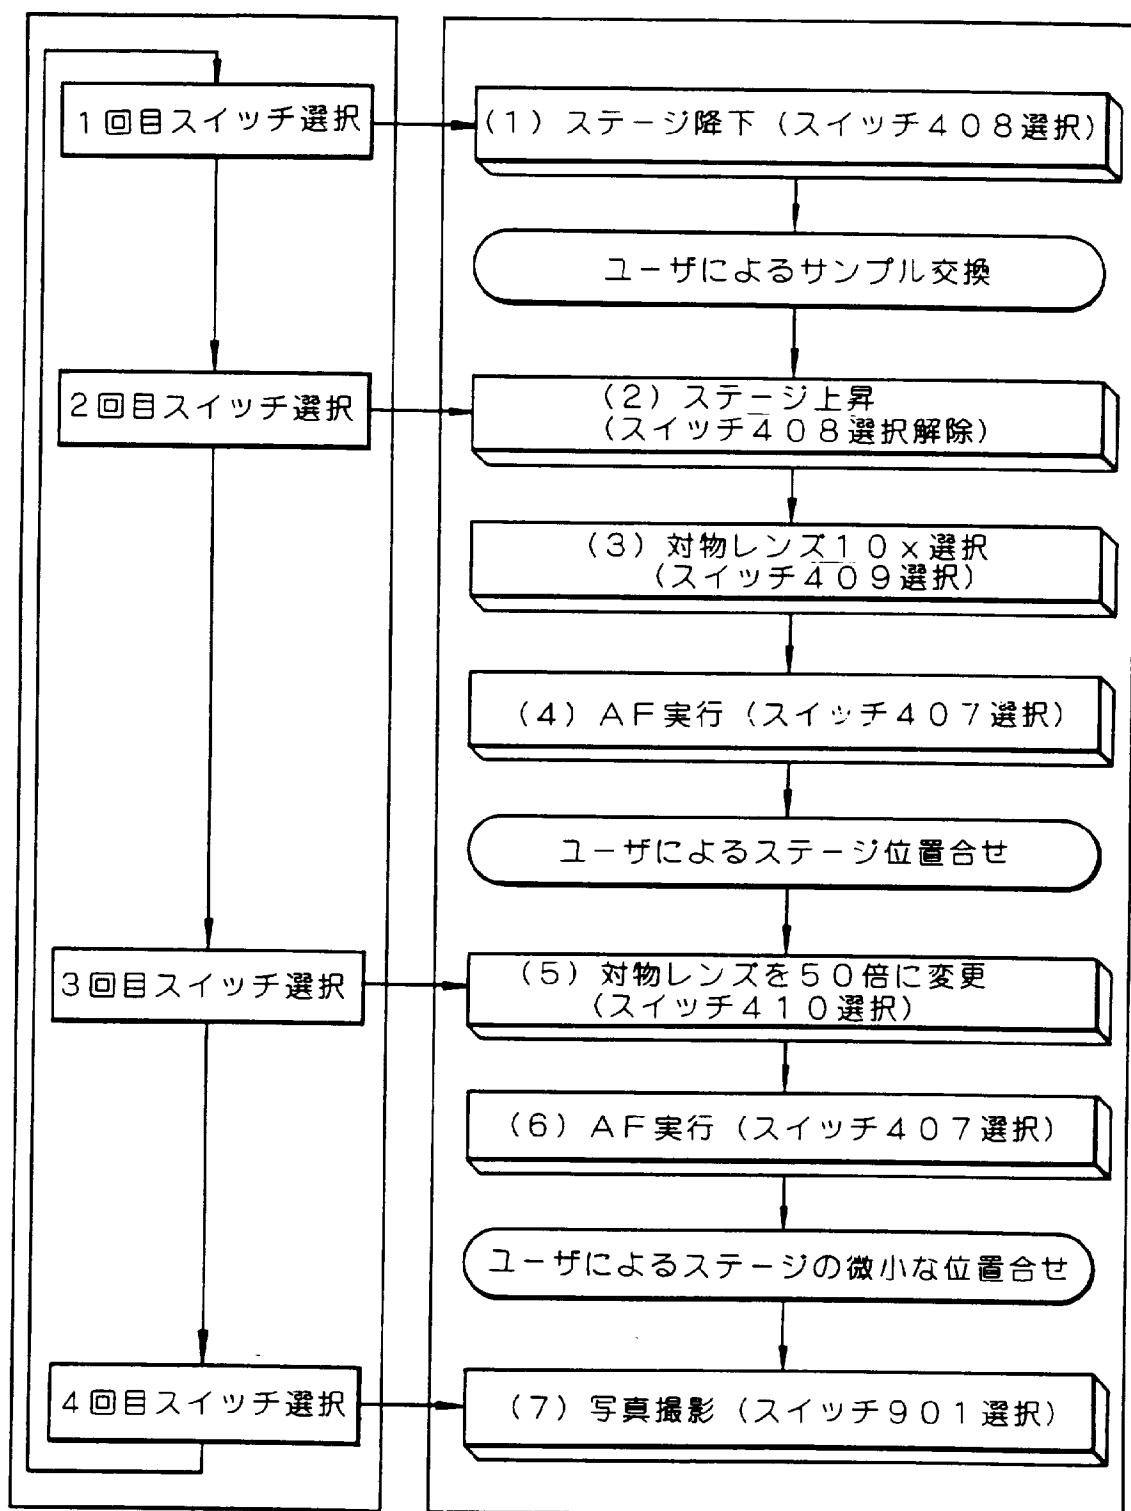 1回目スイッチ選択
(1)ステージ降下(スイッチ408選択)
ユーザによるサンプル交換
2回目スイッチ選択
(2)ステージ上昇
(スイッチ408選択解除)
(3)対物レンズ10x選択
(スイッチ409選択)
(4)AF実行(スイッチ407選択)
ユーザによるステージ位置合せ
3回目スイッチ選択
(5)対物レンズを50倍に変更
(スイッチ410選択)
(6)AF実行(スイッチ407選択)
ユーザによるステージの微小な位置合せ
4回目スイッチ選択
(7)写真撮影(スイッチ901選択)